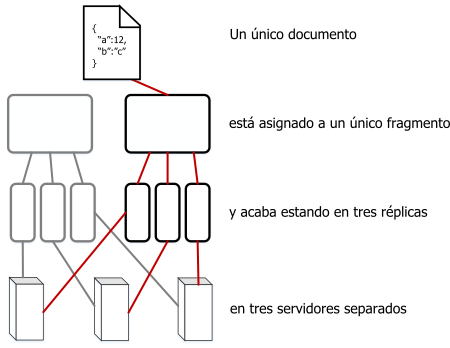 {
"a":12,
"b":"c"
}
Un único documento
está asignado a un único fragmento
y acaba estando en tres réplicas
en tres servidores separados